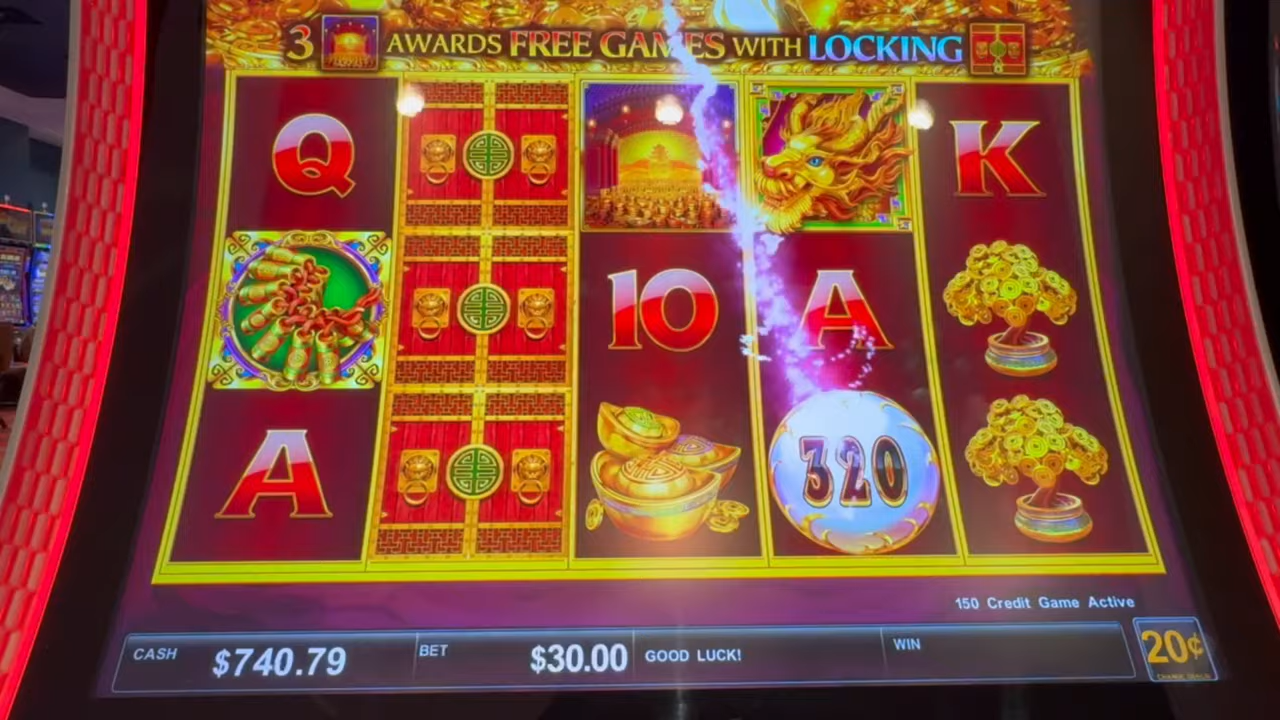 3 AWARDS FREE GAMES WITH LOCKING
Q
K
10
A
A
320
150 Credit Game Active
CASH $740.79 BET $30.00 GOOD LUCK! WIN
20¢